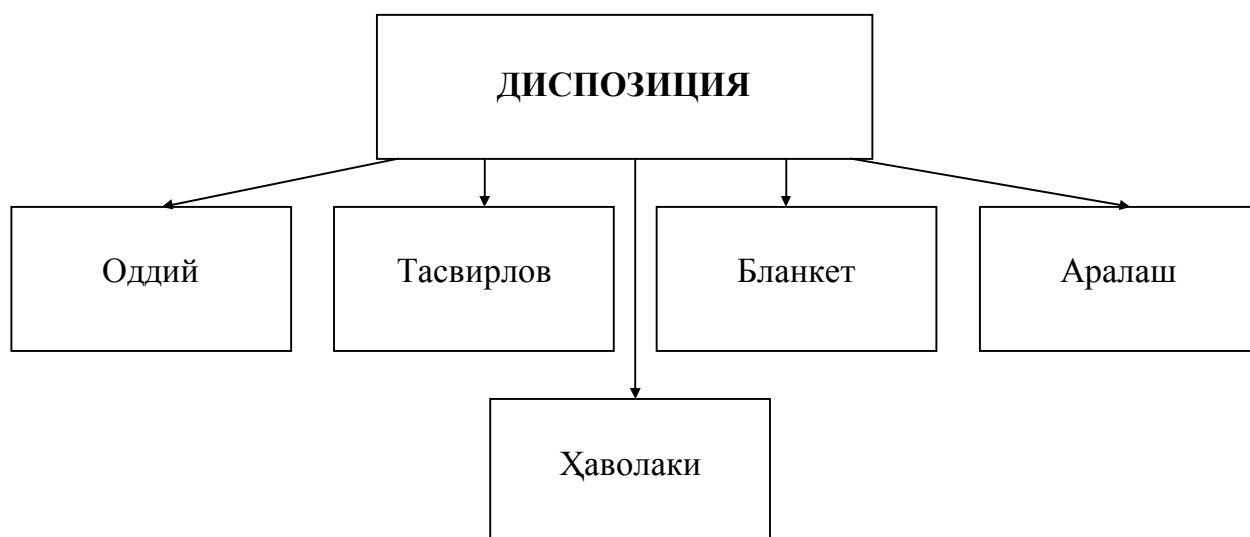 ДИСПОЗИЦИЯ
Оддий
Тасвирлов
Бланкет
Аралаш
Ҳаволаки